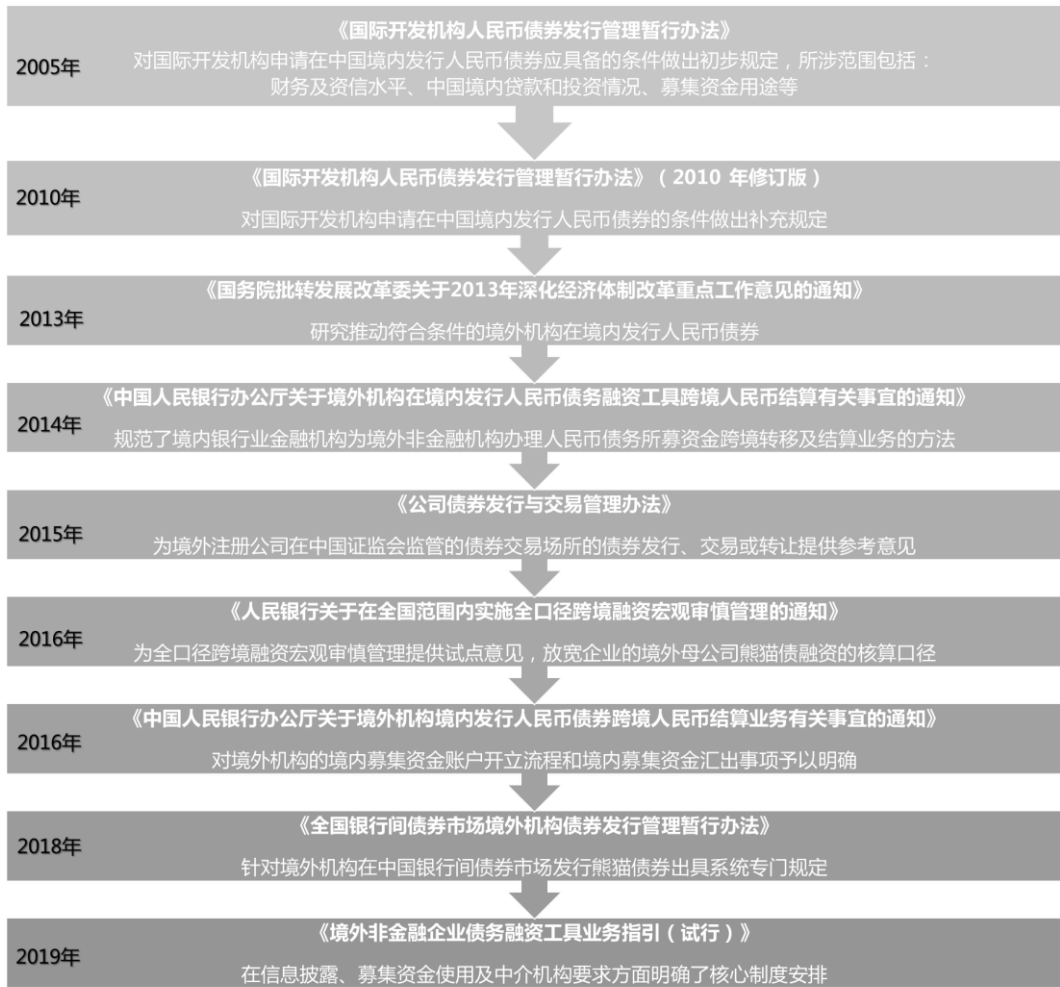 《国际开发机构人民币债券发行管理暂行办法》
2005年
对国际开发机构申请在中国境内发行人民币债券应具备的条件做出初步规定，所涉范围包括：
财务及资信水平、中国境内贷款和投资情况、募集资金用途等
《国际开发机构人民币债券发行管理暂行办法》（2010 年修订版）
2010年
对国际开发机构申请在中国境内发行人民币债券的条件做出补充规定
《国务院批转发展改革委关于2013年深化经济体制改革重点工作意见的通知》
2013年
研究推动符合条件的境外机构在境内发行人民币债券
《中国人民银行办公厅关于境外机构在境内发行人民币债务融资工具跨境人民币结算有关事宜的通知》
2014年
规范了境内银行业金融机构为境外非金融机构办理人民币债务所募资金跨境转移及结算业务的方法
《公司债券发行与交易管理办法》
2015年
为境外注册公司在中国证监会监管的债券交易场所的债券发行、交易或转让提供参考意见
《人民银行关于在全国范围内实施全口径跨境融资宏观审慎管理的通知》
2016年
为全口径跨境融资宏观审慎管理提供试点意见，放宽企业的境外母公司熊猫债融资的核算口径
《中国人民银行办公厅关于境外机构境内发行人民币债券跨境人民币结算业务有关事宜的通知》
2016年
对境外机构的境内募集资金账户开立流程和境内募集资金汇出事项予以明确
《全国银行间债券市场境外机构债券发行管理暂行办法》
2018年
针对境外机构在中国银行间债券市场发行熊猫债券出具系统专门规定
《境外非金融企业债务融资工具业务指引（试行）》
2019年
在信息披露、募集资金使用及中介机构要求方面明确了核心制度安排